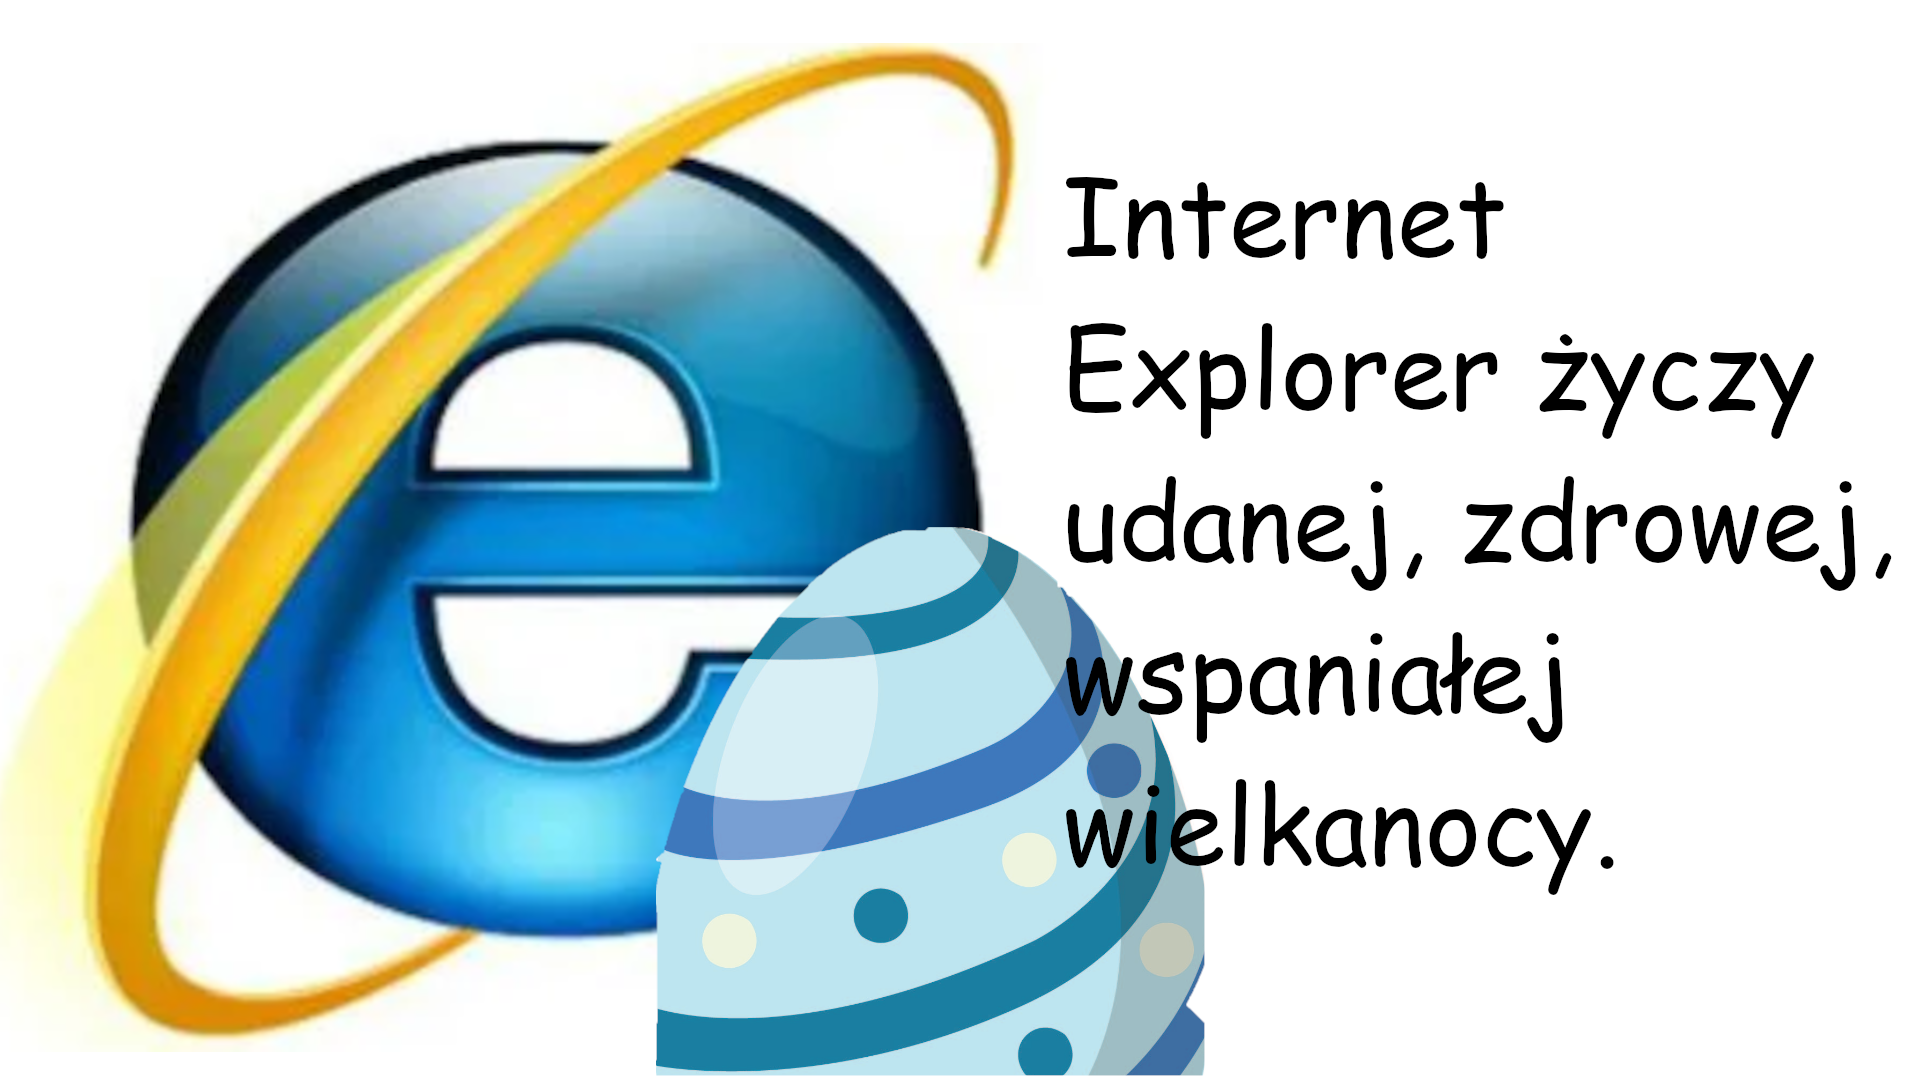 Internet
Explorer życzy
udanej, zdrowej,
wspaniałej
wielkanocy.